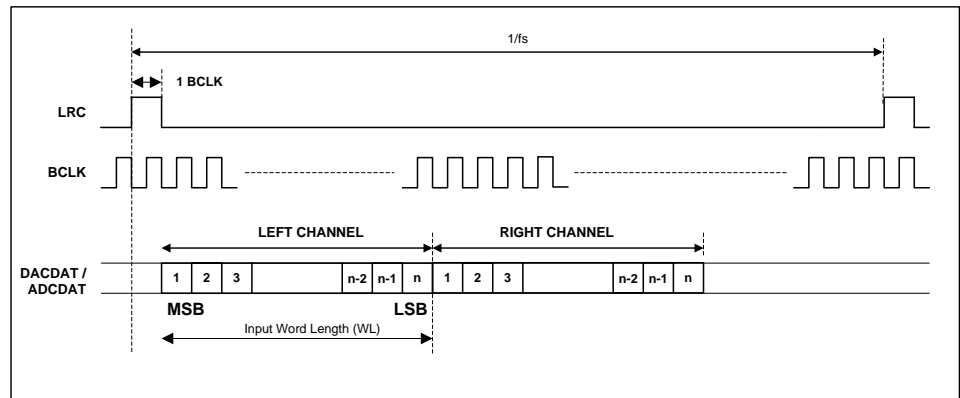 1/fs
1 BCLK
LRC
BCLK
LEFT CHANNEL RIGHT CHANNEL
DACDAT /
ADCDAT
1 2 3 n-2 n-1 n 1 2 3 n-2 n-1 n
MSB LSB
Input Word Length (WL)